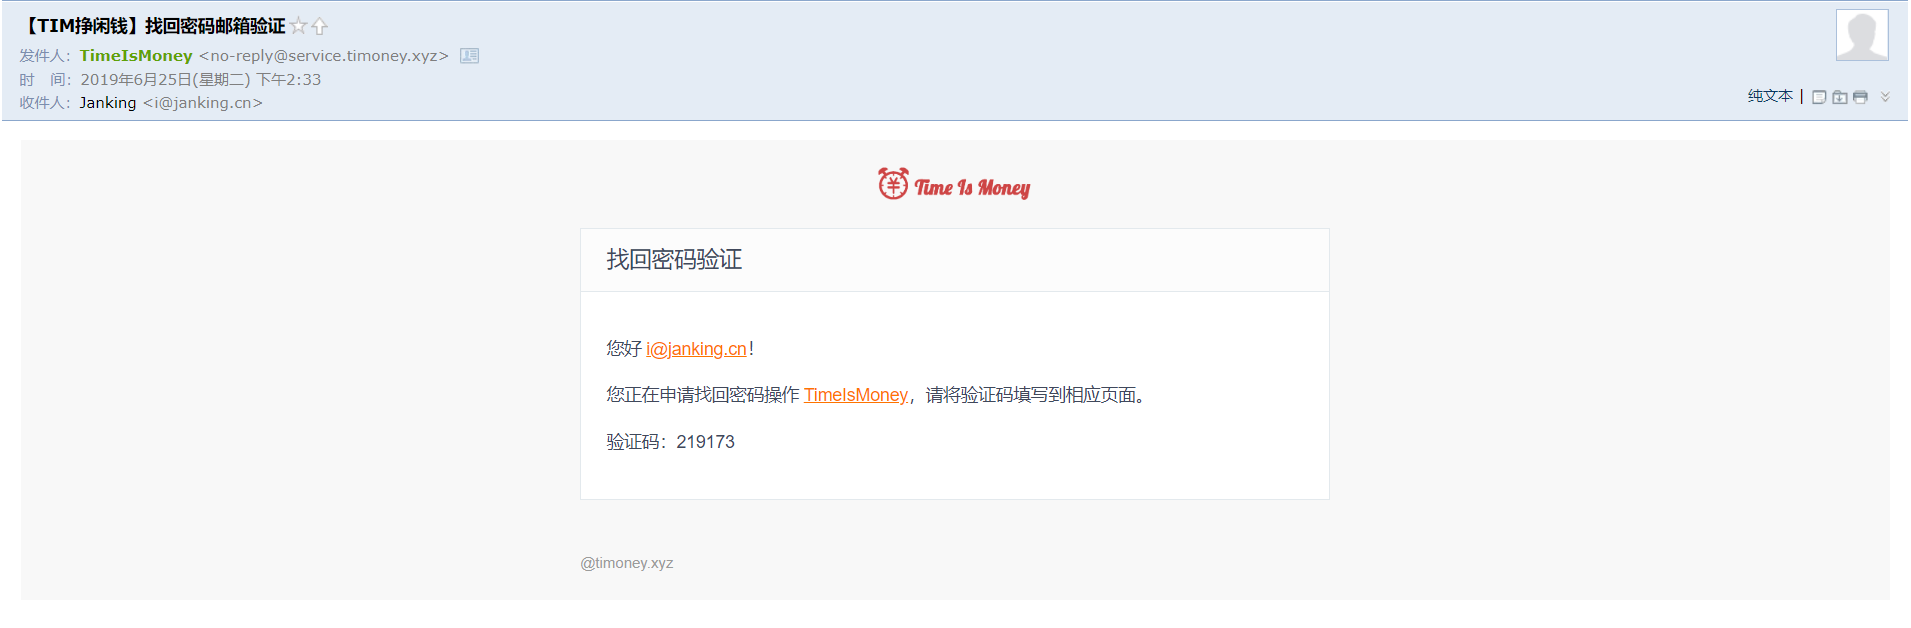 【TIM挣闲钱】找回密码邮箱验证
发件人：TimeIsMoney <no-reply@service.timoney.xyz>
时　间：2019年6月25日(星期二) 下午2:33
收件人：Janking <i@janking.cn>
纯文本 |
Time Is Money
找回密码验证
您好 i@janking.cn！
您正在申请找回密码操作 TimeIsMoney，请将验证码填写到相应页面。
验证码：219173
@timoney.xyz